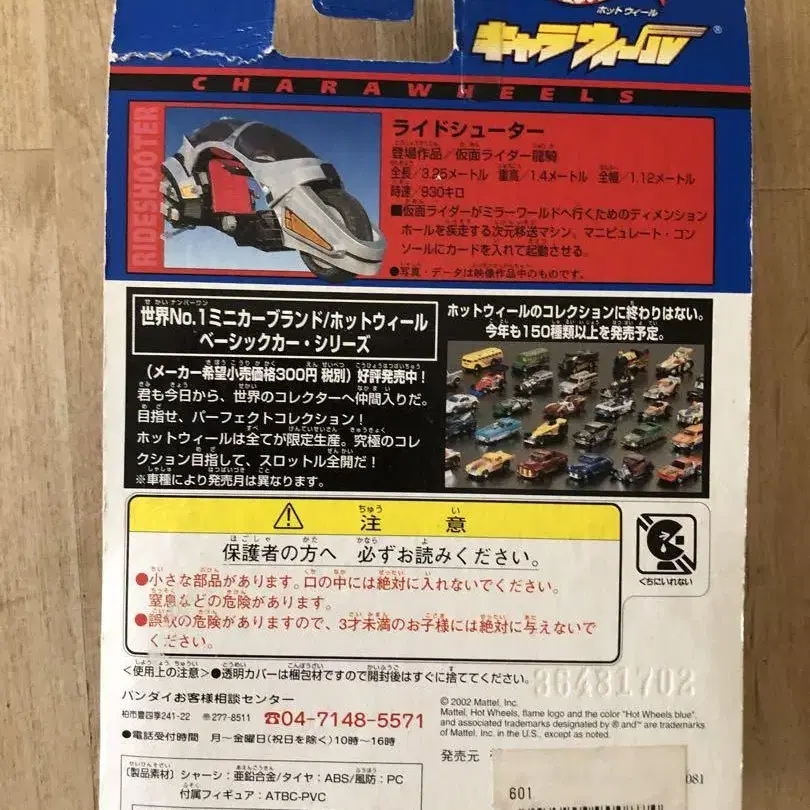 ホットウィール
キャラウィール®
CHARAWHEELS
RIDESHOOTER
ライドシューター
登場作品／仮面ライダー龍騎
全長／3.25メートル 重高／1.4メートル 全幅／1.12メートル
時速／930キロ
■仮面ライダーがミラーワールドへ行くためのディメンション
ホールを疾走する次元移送マシン。マニピュレート・コン
ソールにカードを入れて起動させる。
●写真・データは映像作品中のものです。
世界No.1ミニカーブランド/ホットウィール
ベーシックカー・シリーズ
（メーカー希望小売価格300円 税別）好評発売中！
君も今日から、世界のコレクターへ仲間入りだ。
目指せ、パーフェクトコレクション！
ホットウィールは全てが限定生産。究極のコレ
クション目指して、スロットル全開だ！
※車種により発売月は異なります。
ホットウィールのコレクションに終わりはない。
今年も150種類以上を発売予定。
⚠ 注意
保護者の方へ 必ずお読みください。
●小さな部品があります。口の中には絶対に入れないでください。
窒息などの危険があります。
●誤飲の危険がありますので、3才未満のお子様には絶対に与えないで
ください。
くちにいれない
＜使用上の注意＞●透明カバーは梱包材ですので開封後はすぐに捨ててください。
バンダイお客様相談センター
柏市豊四季241-22 〒277-8511 ☎04-7148-5571
●電話受付時間 月～金曜日(祝日を除く)10時～16時
36481702
© 2002 Mattel, Inc.
Mattel, Hot Wheels, flame logo and the color "Hot Wheels blue",
and associated trademarks designated by ® and™ are trademarks
of Mattel, Inc. in the U.S., except as noted.
発売元
081
601
〔製品素材〕シャーシ：亜鉛合金/タイヤ：ABS/風防：PC
付属フィギュア：ATBC-PVC